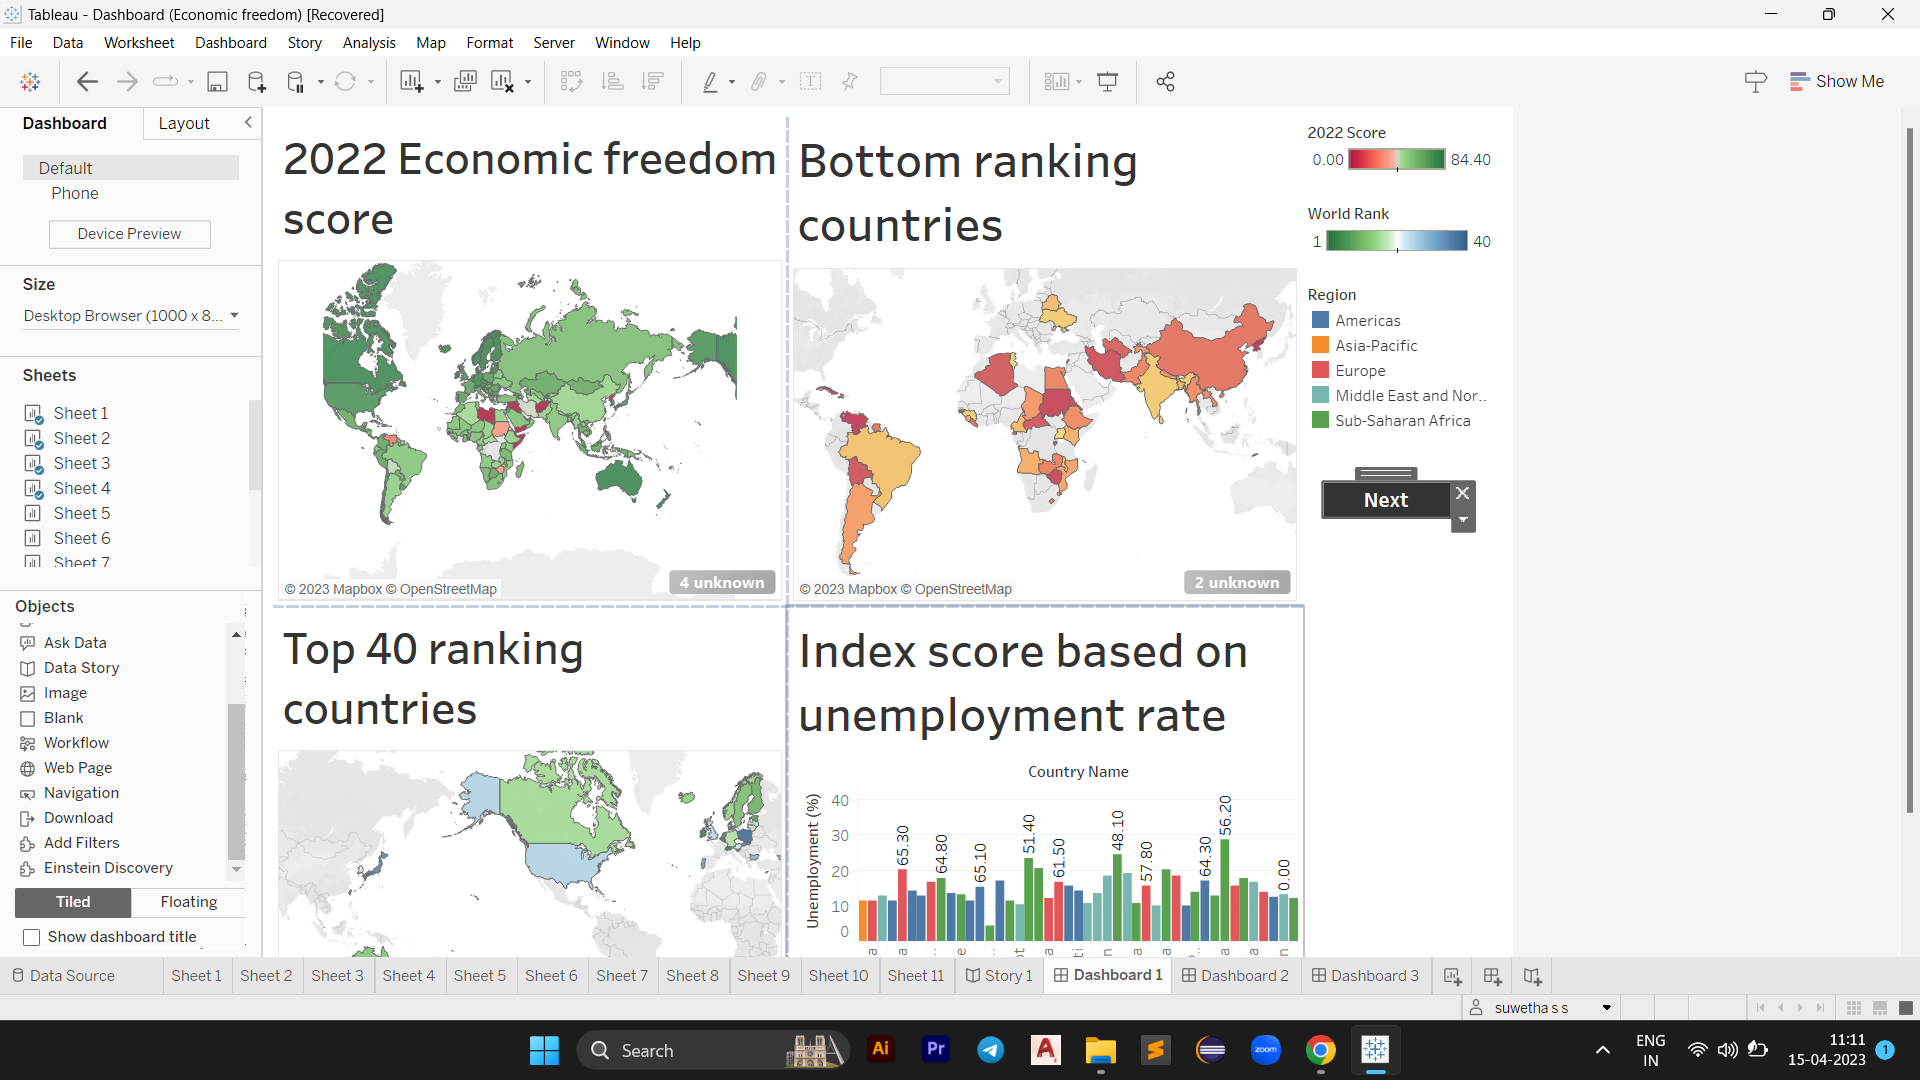 Tableau - Dashboard (Economic freedom) [Recovered]
File Data Worksheet Dashboard Story Analysis Map Format Server Window Help
Show Me
Dashboard Layout
Default
Phone
Device Preview
Size
Desktop Browser (1000 x 8...
Sheets
Sheet 1
Sheet 2
Sheet 3
Sheet 4
Sheet 5
Sheet 6
Sheet 7
Objects
Ask Data
Data Story
Image
Blank
Workflow
Web Page
Navigation
Download
Add Filters
Einstein Discovery
Tiled Floating
Show dashboard title
2022 Economic freedom
score
© 2023 Mapbox © OpenStreetMap
4 unknown
Bottom ranking
countries
© 2023 Mapbox © OpenStreetMap
2 unknown
Top 40 ranking
countries
Index score based on
unemployment rate
Country Name
Unemployment (%)
40
30
20
10
0
65.30
64.80
65.10
51.40
61.50
48.10
57.80
64.30
56.20
0.00
2022 Score
0.00 84.40
World Rank
1 40
Region
Americas
Asia-Pacific
Europe
Middle East and Nor..
Sub-Saharan Africa
Next
Data Source Sheet 1 Sheet 2 Sheet 3 Sheet 4 Sheet 5 Sheet 6 Sheet 7 Sheet 8 Sheet 9 Sheet 10 Sheet 11 Story 1 Dashboard 1 Dashboard 2 Dashboard 3
suwetha s s
Search
Ai
Pr
zoom
ENG
IN
11:11
15-04-2023
1